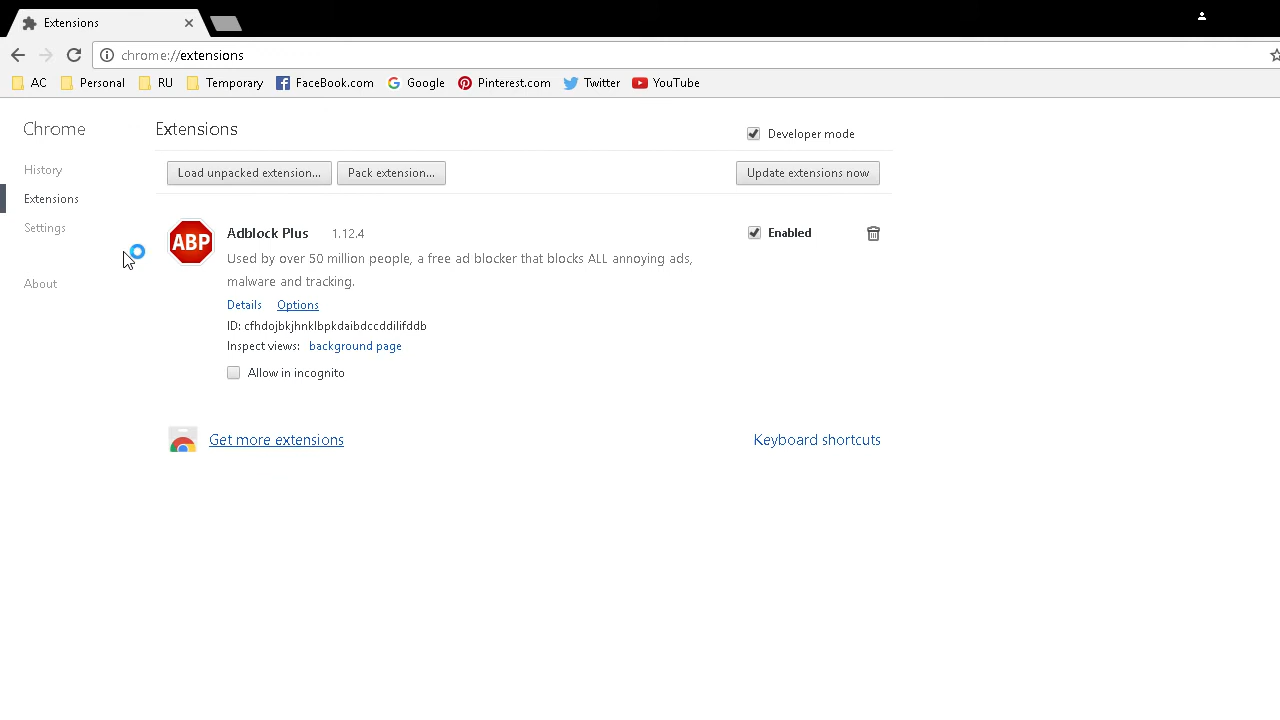 Extensions
chrome://extensions
AC Personal RU Temporary FaceBook.com Google Pinterest.com Twitter YouTube
Chrome
Extensions
Developer mode
History
Load unpacked extension... Pack extension... Update extensions now
Extensions
Settings
About
ABP
Adblock Plus 1.12.4
Enabled
Used by over 50 million people, a free ad blocker that blocks ALL annoying ads,
malware and tracking.
Details Options
ID: cfhdojbkjhnklbpkdaibdccddilifddb
Inspect views: background page
Allow in incognito
Get more extensions
Keyboard shortcuts